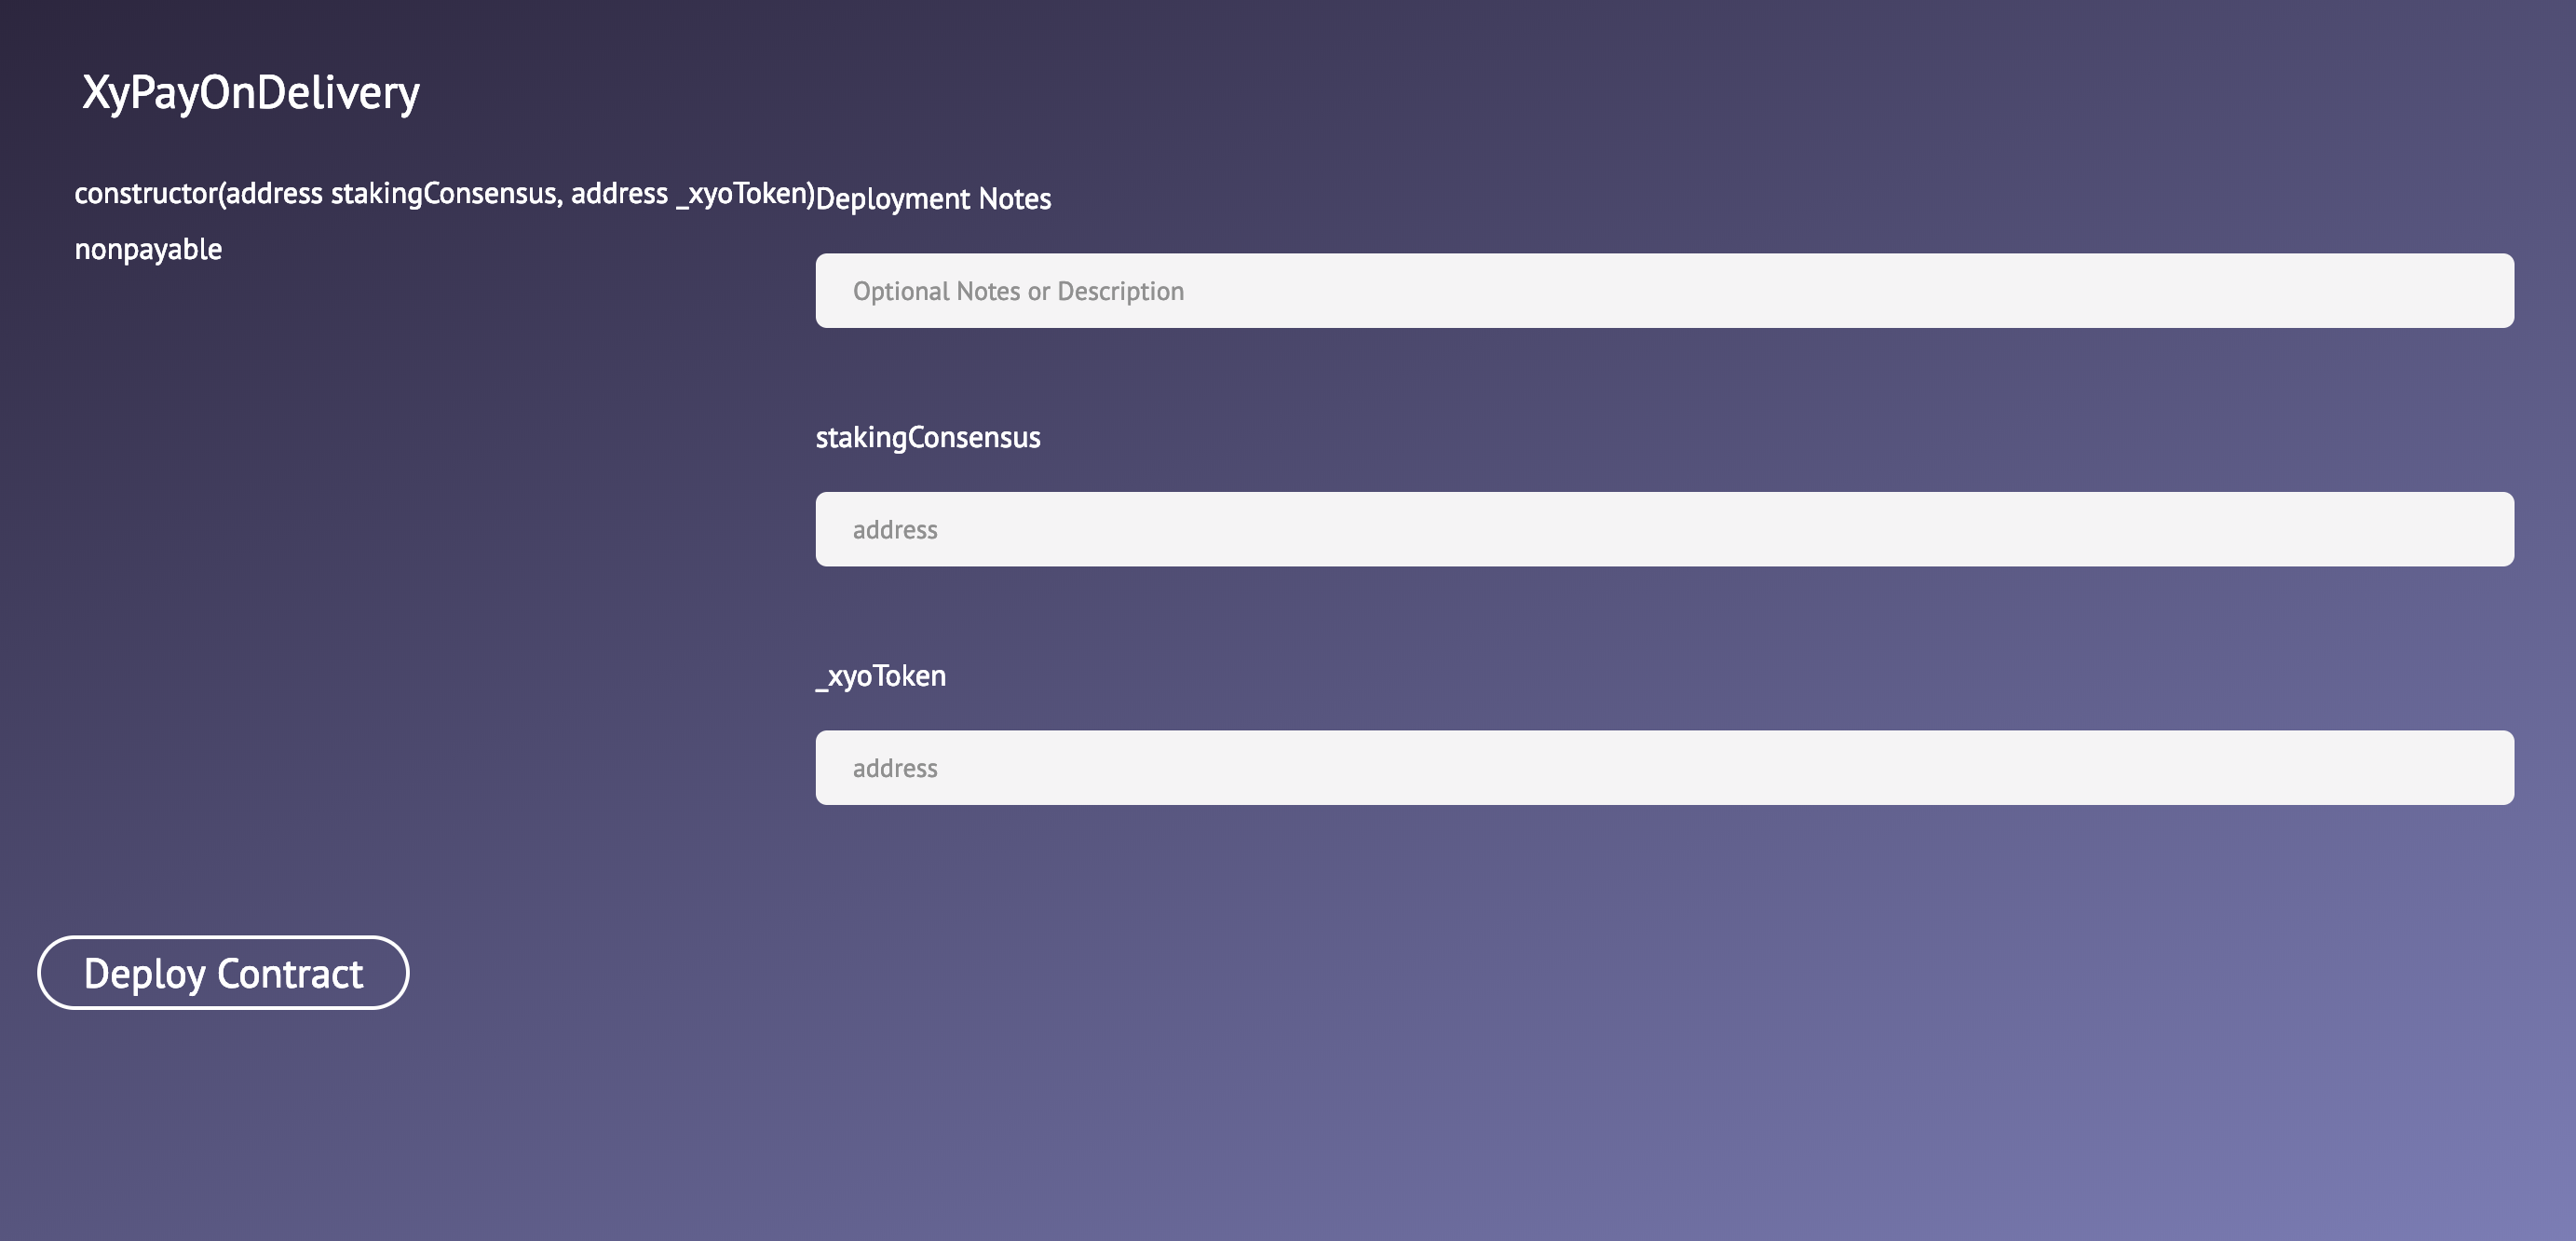 XyPayOnDelivery
constructor(address stakingConsensus, address _xyoToken)
nonpayable
Deployment Notes
Optional Notes or Description
stakingConsensus
address
_xyoToken
address
Deploy Contract